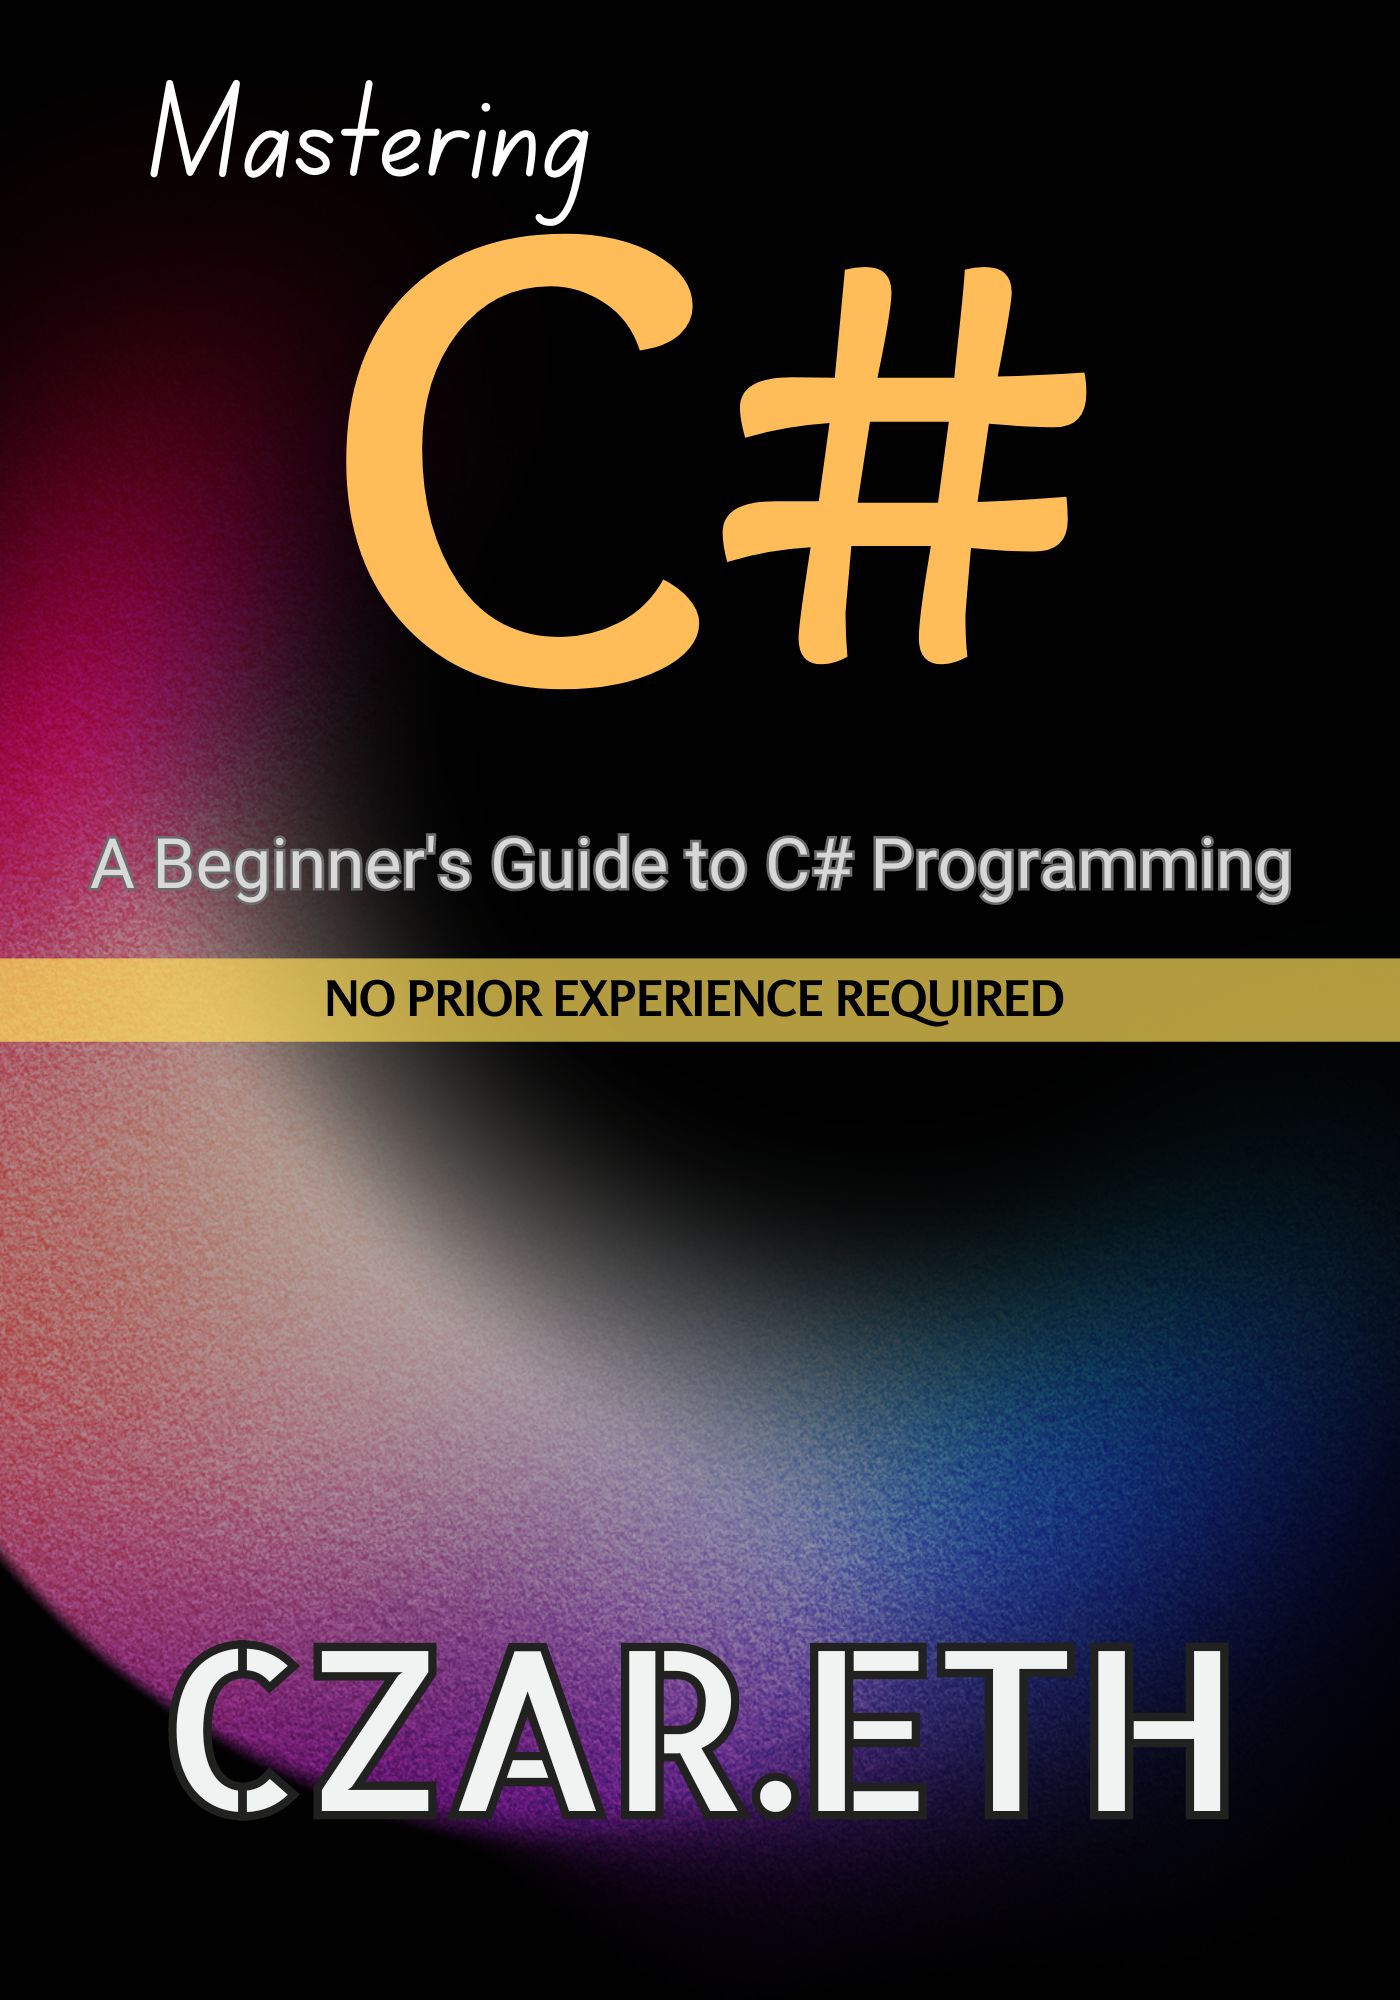 Mastering
C#
A Beginner's Guide to C# Programming
NO PRIOR EXPERIENCE REQUIRED
CZAR.ETH